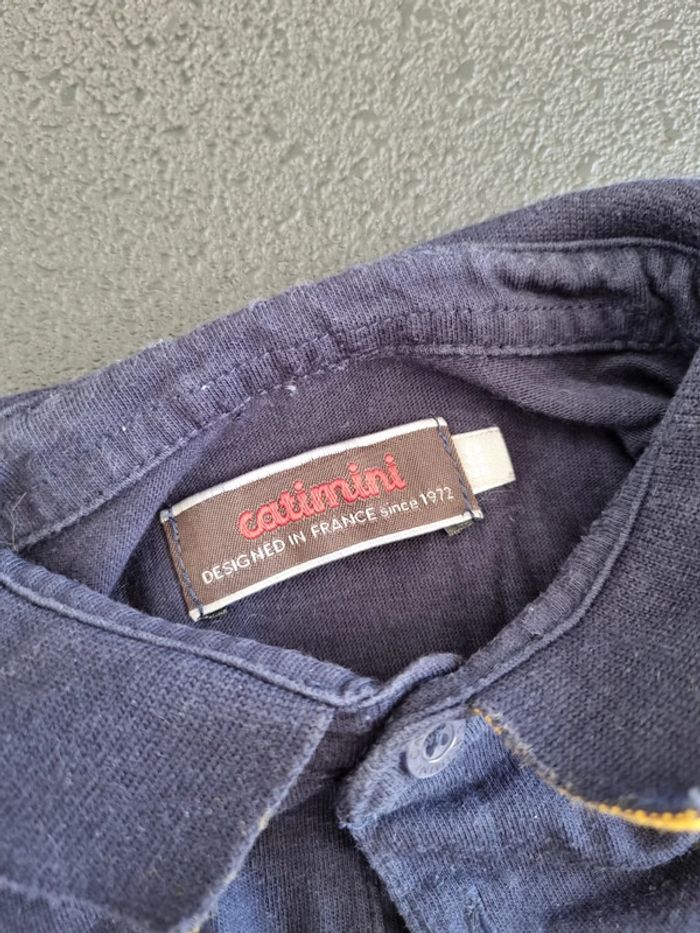 catimini
DESIGNED IN FRANCE since 1972